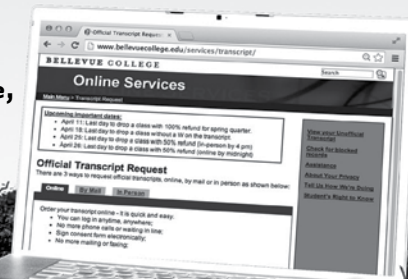 e,
Official Transcript Request
www.bellevuecollege.edu/services/transcript/
BELLEVUE COLLEGE
Search
Online Services
Main Menu > Transcript Request
Upcoming important dates:
• April 11: Last day to drop a class with 100% refund for spring quarter.
• April 18: Last day to drop a class without a W on the transcript.
• April 25: Last day to drop a class with 50% refund (in-person by 4 pm)
• April 26: Last day to drop a class with 50% refund (online by midnight)
View your Unofficial Transcript
Check for blocked records
Assistance
About Your Privacy
Tell Us How We're Doing
Student's Right to Know
Official Transcript Request
There are 3 ways to request official transcripts, online, by mail or in person as shown below:
Online By Mail In Person
Order your transcript online - it is quick and easy.
• You can log in anytime, anywhere;
• No more phone calls or waiting in line;
• Sign consent form electronically;
• No more mailing or faxing;